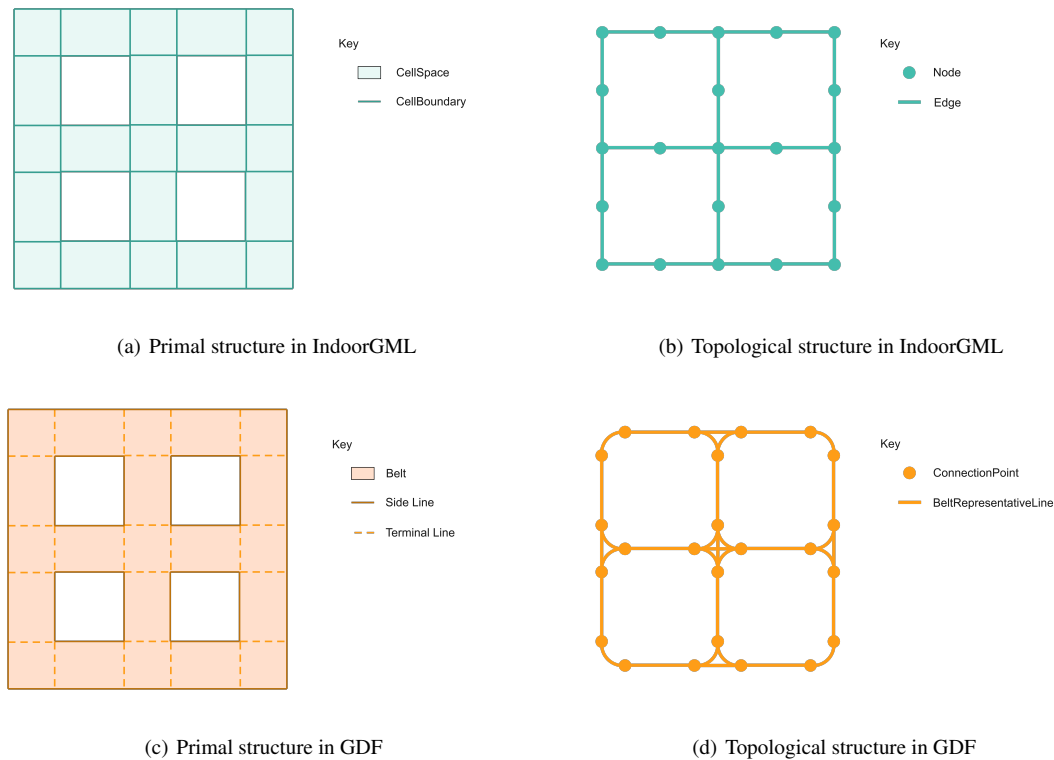 Key
CellSpace
CellBoundary
Key
Node
Edge
(a) Primal structure in IndoorGML
(b) Topological structure in IndoorGML
Key
Belt
Side Line
Terminal Line
Key
ConnectionPoint
BeltRepresentativeLine
(c) Primal structure in GDF
(d) Topological structure in GDF